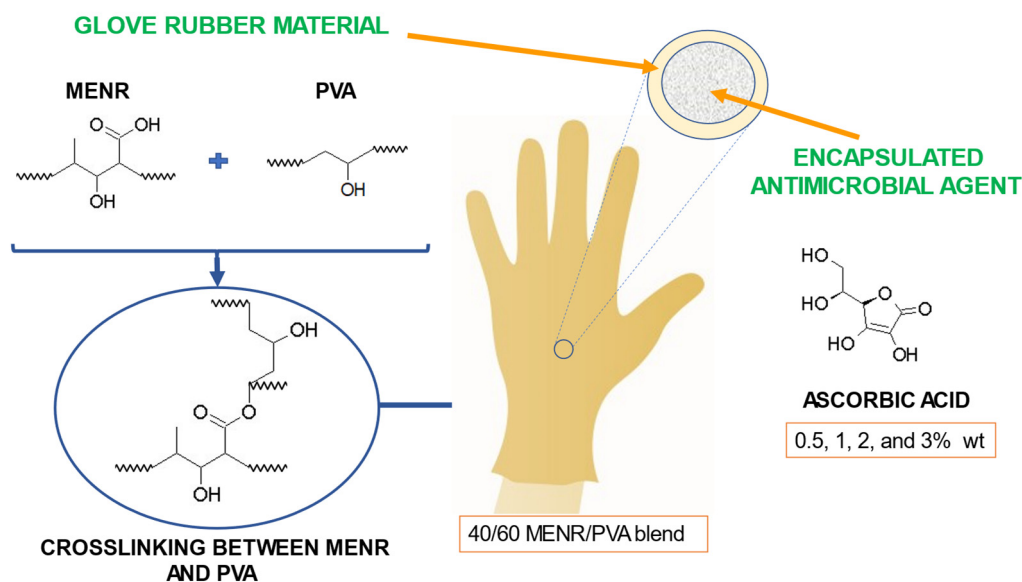 GLOVE RUBBER MATERIAL
MENR
PVA
O
OH
OH
+
OH
ENCAPSULATED
ANTIMICROBIAL AGENT
OH
O
O
OH
CROSSLINKING BETWEEN MENR
AND PVA
40/60 MENR/PVA blend
HO
HO
O
O
HO
OH
ASCORBIC ACID
0.5, 1, 2, and 3% wt